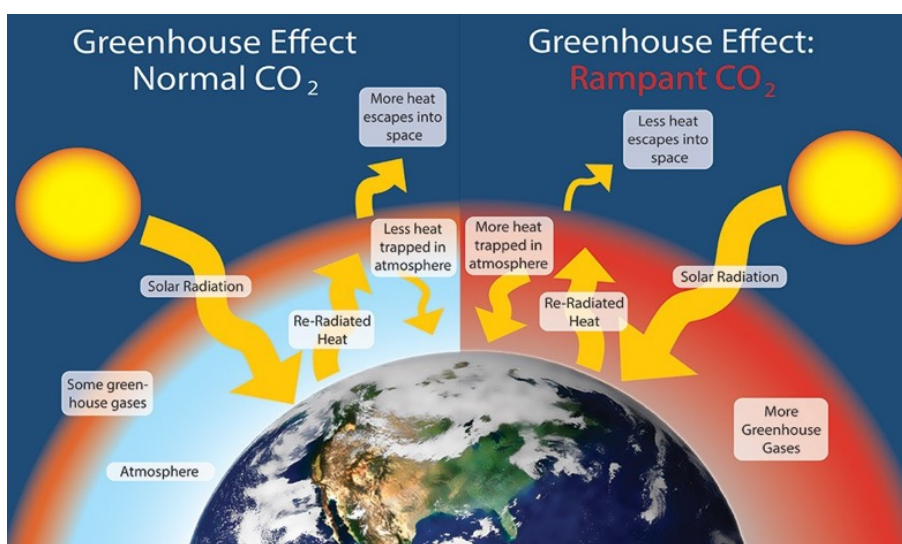 Greenhouse Effect
Normal CO₂
More heat
escapes into
space
Less heat
trapped in
atmosphere
Solar Radiation
Re-Radiated
Heat
Some green-
house gases
Atmosphere
Greenhouse Effect:
Rampant CO₂
Less heat
escapes into
space
More heat
trapped in
atmosphere
Solar Radiation
Re-Radiated
Heat
More
Greenhouse
Gases